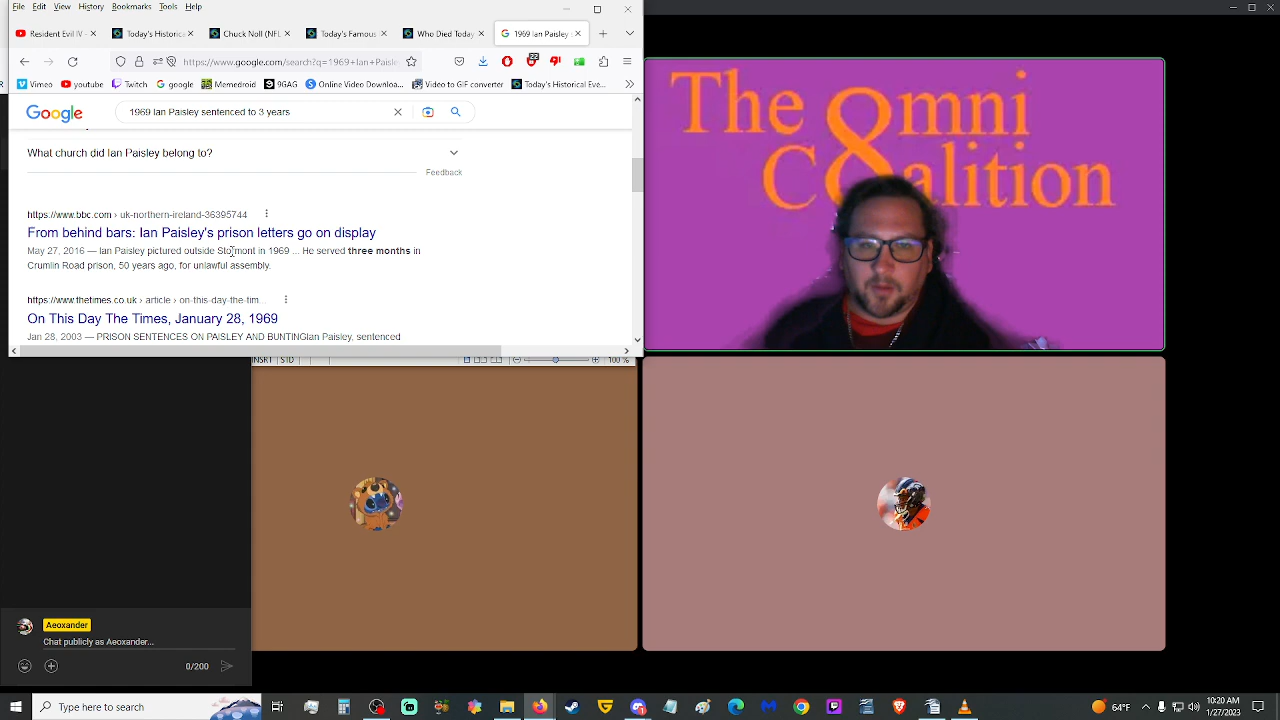 File Edit View History Bookmarks Tools Help
Resident Evil IV -
Today's Historica
Chuck Noll (NFL
Today's Famous
Who Died Today
1969 Ian Paisley
https://www.google.com/search?q=1969+Ian+Paisle
Vimeo
youtube
Twitch
google
Memedroid
9GAG
Online Video Downloa...
Video to GIF converter
Today's Historical Eve...
Google
1969 Ian Paisley sentenced to 3 years
What church did Ian Paisley belong to?
Feedback
https://www.bbc.com › uk-northern-ireland-36395744
From behind bars: Ian Paisley's prison letters go on display
May 27, 2016 — Ian Paisley pictured outside Stormont in 1969 ... He served three months in
Crumlin Road prison, 50 years ago, for unlawful assembly.
https://www.thetimes.co.uk › article › on-this-day-the-tim...
On This Day The Times, January 28, 1969
Jan 28, 2003 — PRISON SENTENCES ON PAISLEY AND BUNTINGIan Paisley, sentenced
INSRT STD
100 %
The Omni
Coalition
Aeoxander
Chat publicly as Aeoxander...
0/200
Type here to search
64°F
10:20 AM
1/27/2023